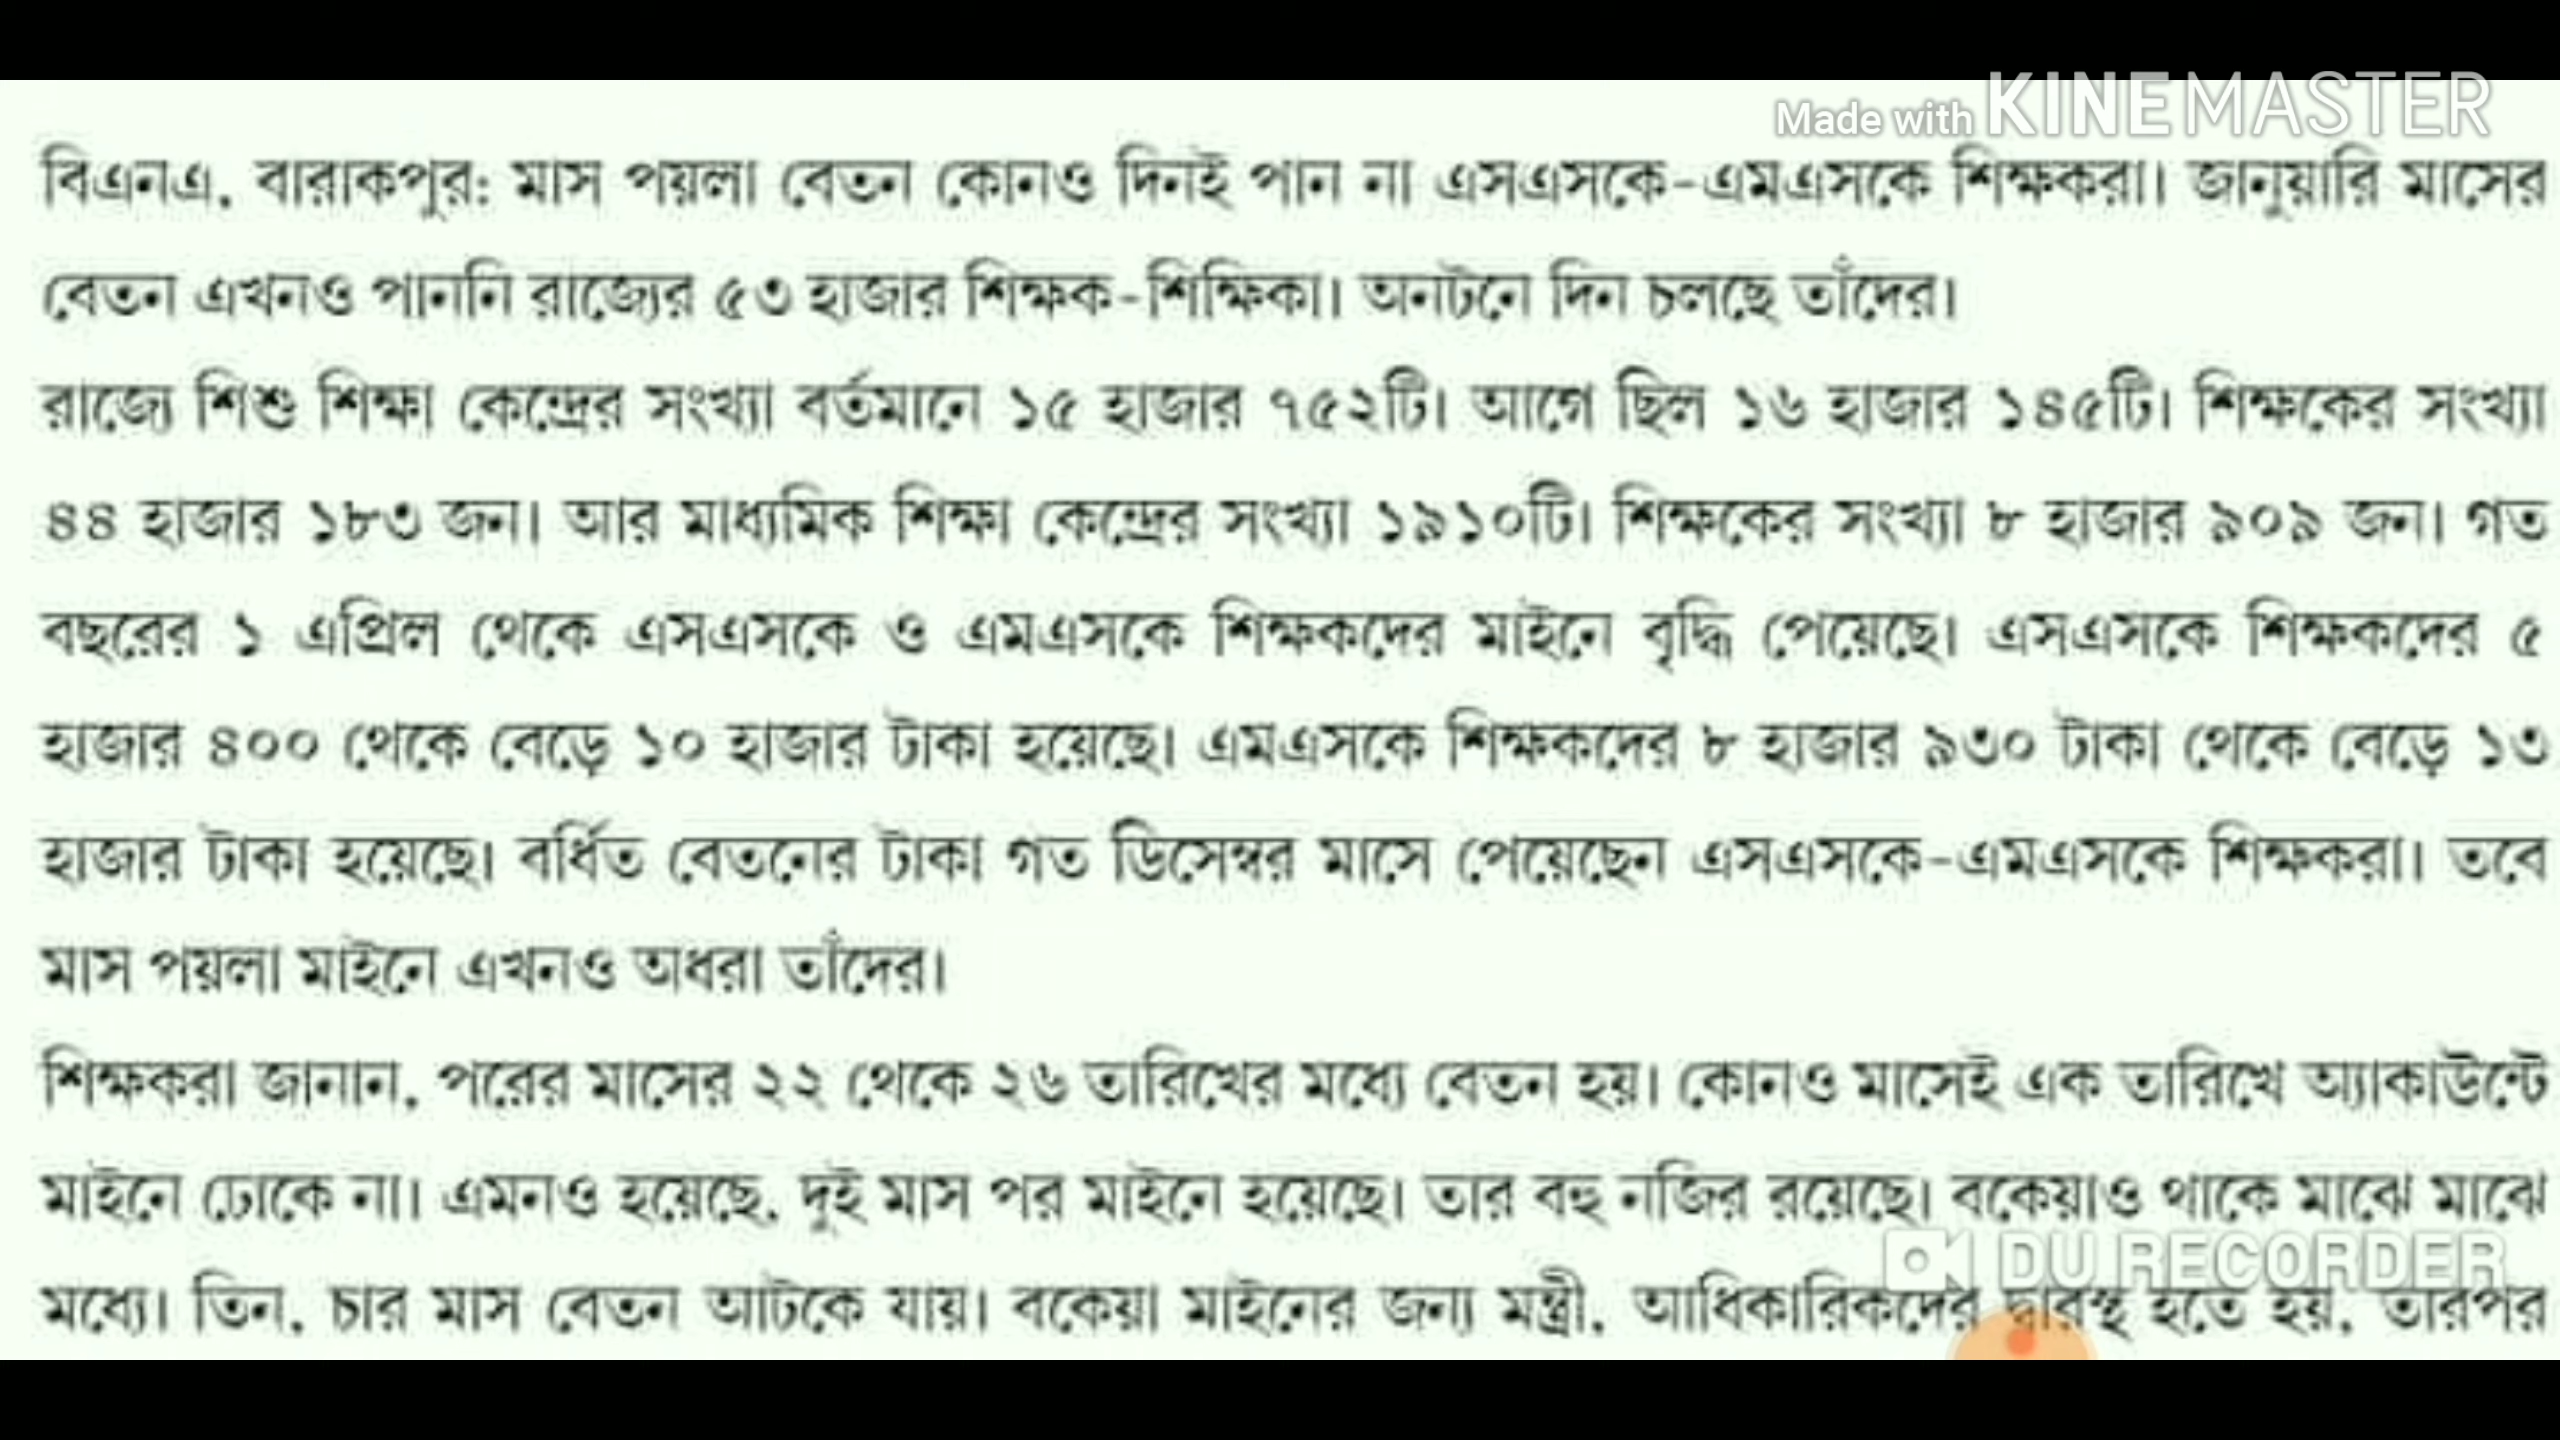 Made with KINEMASTER
বিএনএ, বারাকপুর: মাস পয়লা বেতন কোনও দিনই পান না এসএসকে-এমএসকে শিক্ষকরা। জানুয়ারি মাসের
বেতন এখনও পাননি রাজ্যের ৫৩ হাজার শিক্ষক-শিক্ষিকা। অনটনে দিন চলছে তাঁদের।
রাজ্যে শিশু শিক্ষা কেন্দ্রের সংখ্যা বর্তমানে ১৫ হাজার ৭৫২টি। আগে ছিল ১৬ হাজার ১৪৫টি। শিক্ষকের সংখ্যা
৪৪ হাজার ১৮৩ জন। আর মাধ্যমিক শিক্ষা কেন্দ্রের সংখ্যা ১৯১০টি। শিক্ষকের সংখ্যা ৮ হাজার ৯০৯ জন। গত
বছরের ১ এপ্রিল থেকে এসএসকে ও এমএসকে শিক্ষকদের মাইনে বৃদ্ধি পেয়েছে। এসএসকে শিক্ষকদের ৫
হাজার ৪০০ থেকে বেড়ে ১০ হাজার টাকা হয়েছে। এমএসকে শিক্ষকদের ৮ হাজার ৯৩০ টাকা থেকে বেড়ে ১৩
হাজার টাকা হয়েছে। বর্ধিত বেতনের টাকা গত ডিসেম্বর মাসে পেয়েছেন এসএসকে-এমএসকে শিক্ষকরা। তবে
মাস পয়লা মাইনে এখনও অধরা তাঁদের।
শিক্ষকরা জানান, পরের মাসের ২২ থেকে ২৬ তারিখের মধ্যে বেতন হয়। কোনও মাসেই এক তারিখে অ্যাকাউন্টে
মাইনে ঢোকে না। এমনও হয়েছে, দুই মাস পর মাইনে হয়েছে। তার বহু নজির রয়েছে। বকেয়াও থাকে মাঝে মাঝে
DU RECORDER
মধ্যে। তিন, চার মাস বেতন আটকে যায়। বকেয়া মাইনের জন্য মন্ত্রী, আধিকারিকদের দ্বারস্থ হতে হয়, তারপর